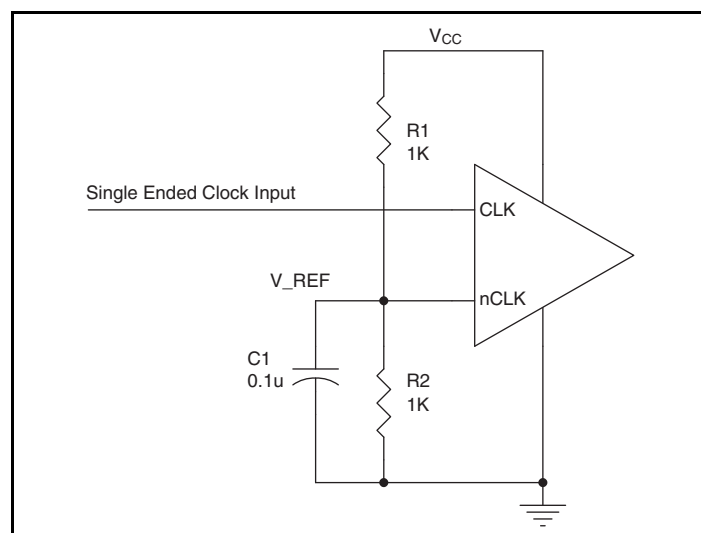 VCC
R1
1K
Single Ended Clock Input
CLK
V_REF
nCLK
C1
0.1u
R2
1K